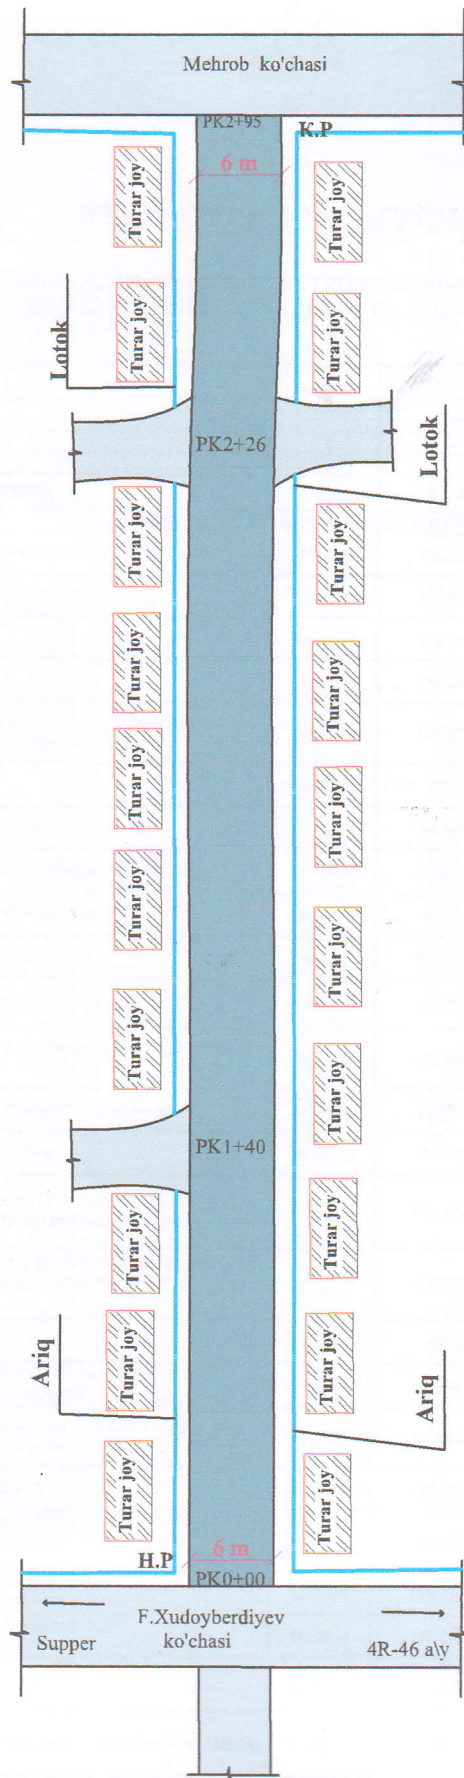 Mehrob ko'chasi
PK2+95
К.Р
6 m
Turar joy
Turar joy
Turar joy
Turar joy
Lotok
Lotok
PK2+26
Turar joy
Turar joy
Turar joy
Turar joy
Turar joy
Turar joy
Turar joy
Turar joy
Turar joy
Turar joy
PK1+40
Turar joy
Turar joy
Turar joy
Turar joy
Ariq
Ariq
Turar joy
Turar joy
Н.Р
6 m
PK0+00
F.Xudoyberdiyev
ko'chasi
Supper
4R-46 a\y